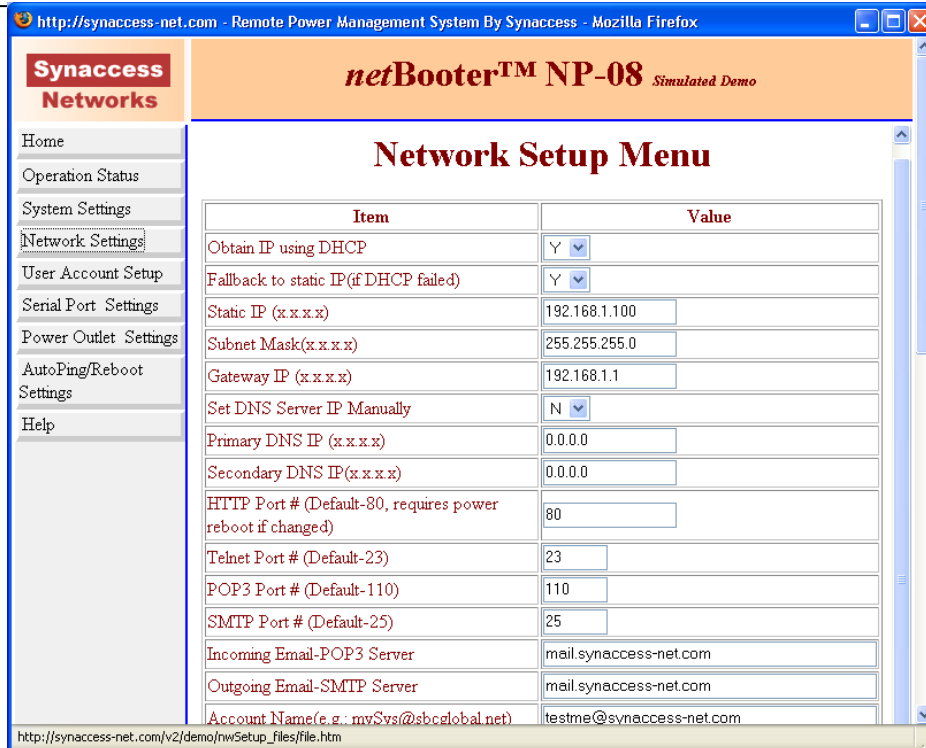 http://synaccess-net.com - Remote Power Management System By Synaccess - Mozilla Firefox
Synaccess
Networks
netBooter™ NP-08 Simulated Demo
Home
Operation Status
System Settings
Network Settings
User Account Setup
Serial Port Settings
Power Outlet Settings
AutoPing/Reboot
Settings
Help
Network Setup Menu
Item Value
Obtain IP using DHCP Y
Fallback to static IP(if DHCP failed) Y
Static IP (x.x.x.x) 192.168.1.100
Subnet Mask(x.x.x.x) 255.255.255.0
Gateway IP (x.x.x.x) 192.168.1.1
Set DNS Server IP Manually N
Primary DNS IP (x.x.x.x) 0.0.0.0
Secondary DNS IP(x.x.x.x) 0.0.0.0
HTTP Port # (Default-80, requires power
reboot if changed) 80
Telnet Port # (Default-23) 23
POP3 Port # (Default-110) 110
SMTP Port # (Default-25) 25
Incoming Email-POP3 Server mail.synaccess-net.com
Outgoing Email-SMTP Server mail.synaccess-net.com
Account Name(e.g.: mySys@sbcglobal.net) testme@synaccess-net.com
http://synaccess-net.com/v2/demo/nwSetup_files/file.htm